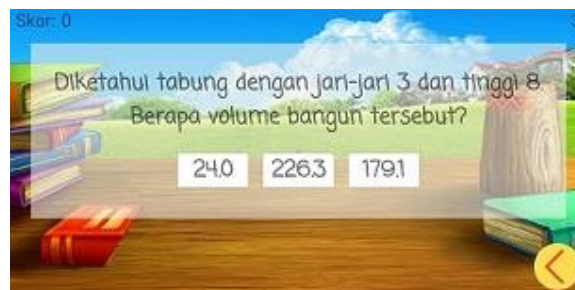 Skor: 0
Diketahui tabung dengan jari-jari 3 dan tinggi 8.
Berapa volume bangun tersebut?
24.0 226.3 179.1